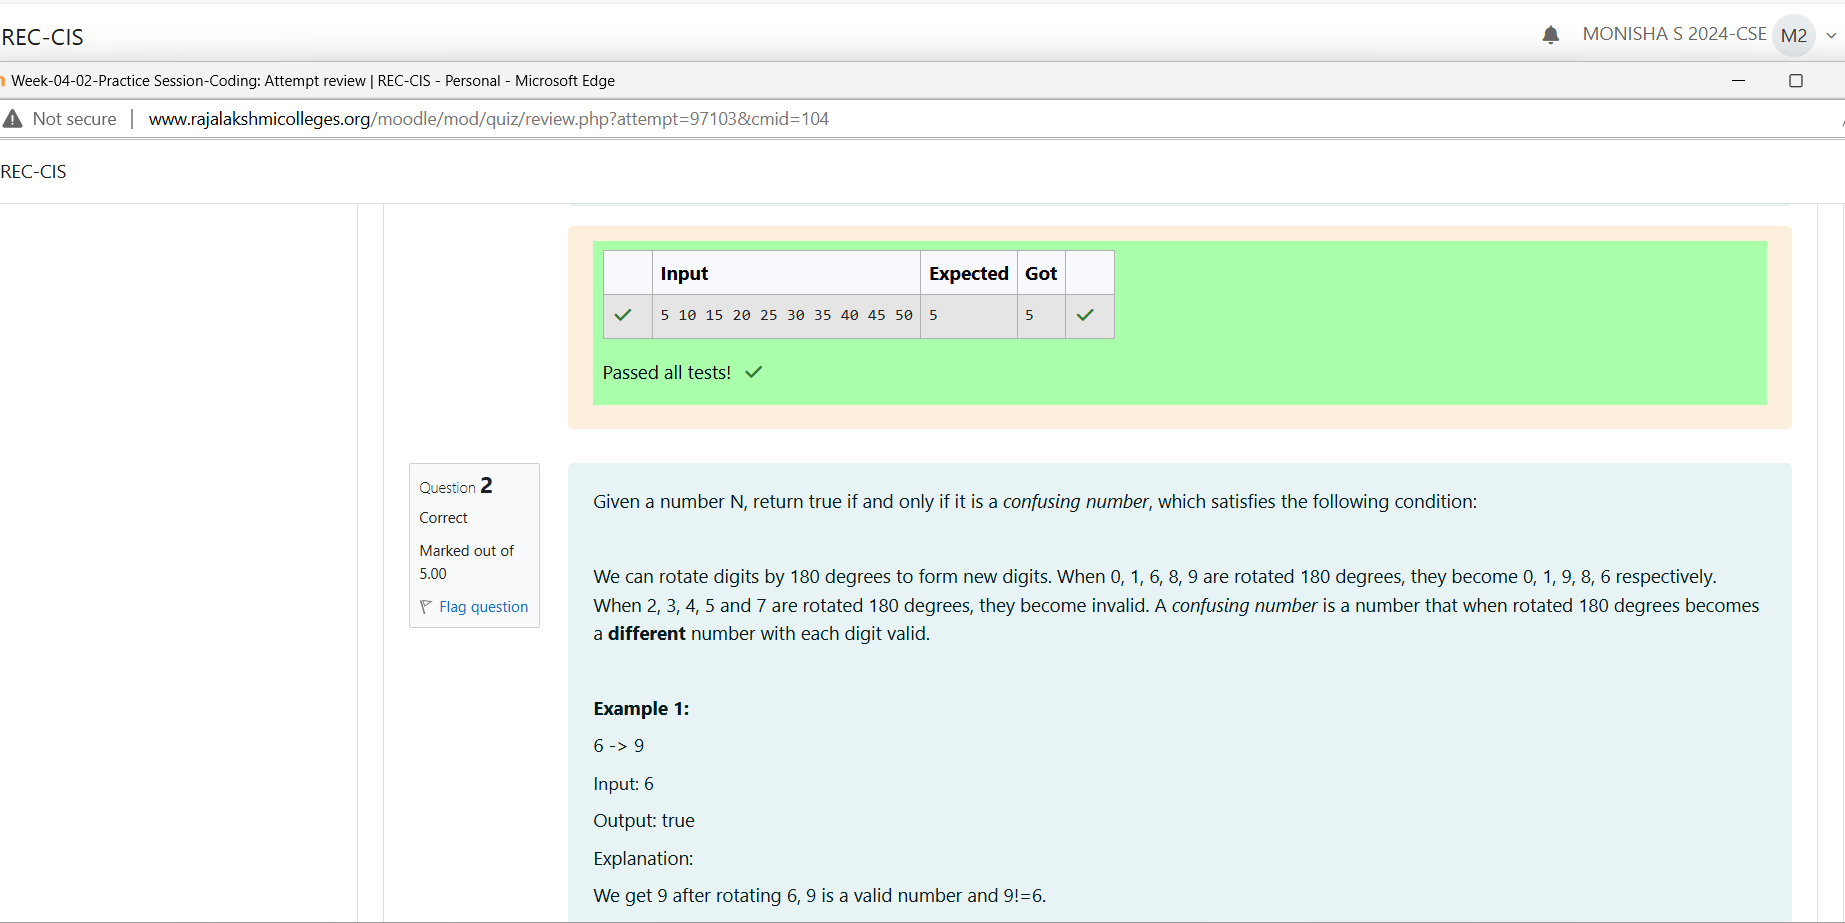 REC-CIS
MONISHA S 2024-CSE M2
Week-04-02-Practice Session-Coding: Attempt review | REC-CIS - Personal - Microsoft Edge
Not secure | www.rajalakshmicolleges.org/moodle/mod/quiz/review.php?attempt=97103&cmid=104
REC-CIS
Input Expected Got
5 10 15 20 25 30 35 40 45 50 5 5
Passed all tests!
Question 2
Correct
Marked out of
5.00
Flag question
Given a number N, return true if and only if it is a confusing number, which satisfies the following condition:
We can rotate digits by 180 degrees to form new digits. When 0, 1, 6, 8, 9 are rotated 180 degrees, they become 0, 1, 9, 8, 6 respectively.
When 2, 3, 4, 5 and 7 are rotated 180 degrees, they become invalid. A confusing number is a number that when rotated 180 degrees becomes
a different number with each digit valid.
Example 1:
6 -> 9
Input: 6
Output: true
Explanation:
We get 9 after rotating 6, 9 is a valid number and 9!=6.